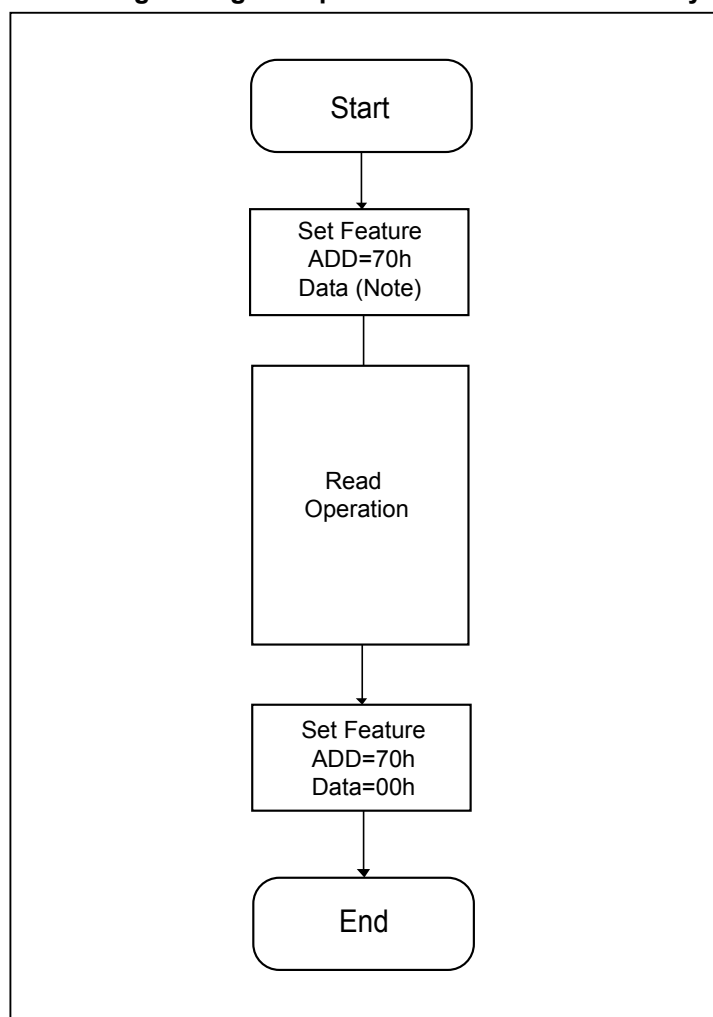 Start
Set Feature
ADD=70h
Data (Note)
Read
Operation
Set Feature
ADD=70h
Data=00h
End